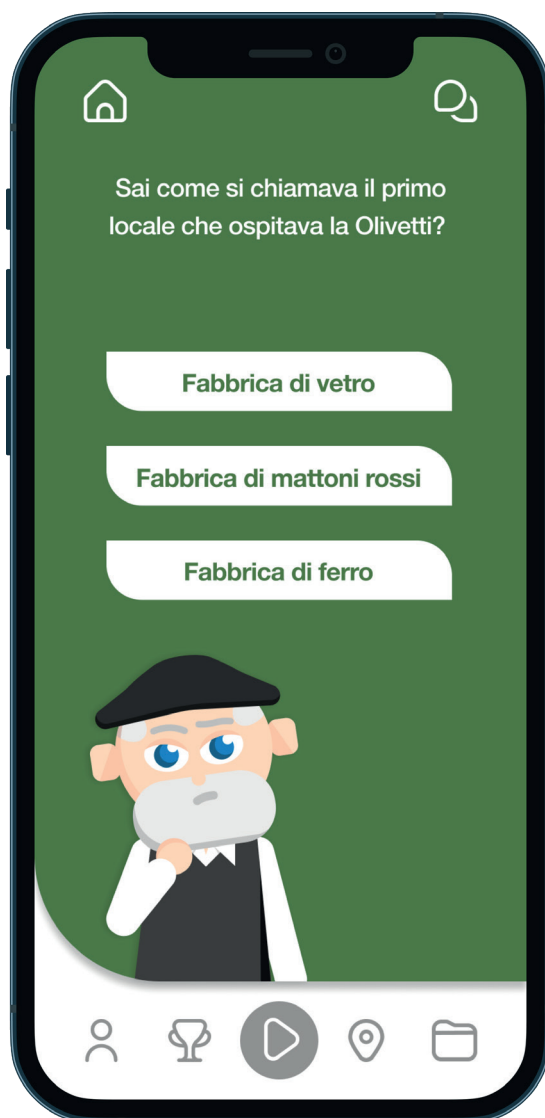 Sai come si chiamava il primo
locale che ospitava la Olivetti?
Fabbrica di vetro
Fabbrica di mattoni rossi
Fabbrica di ferro